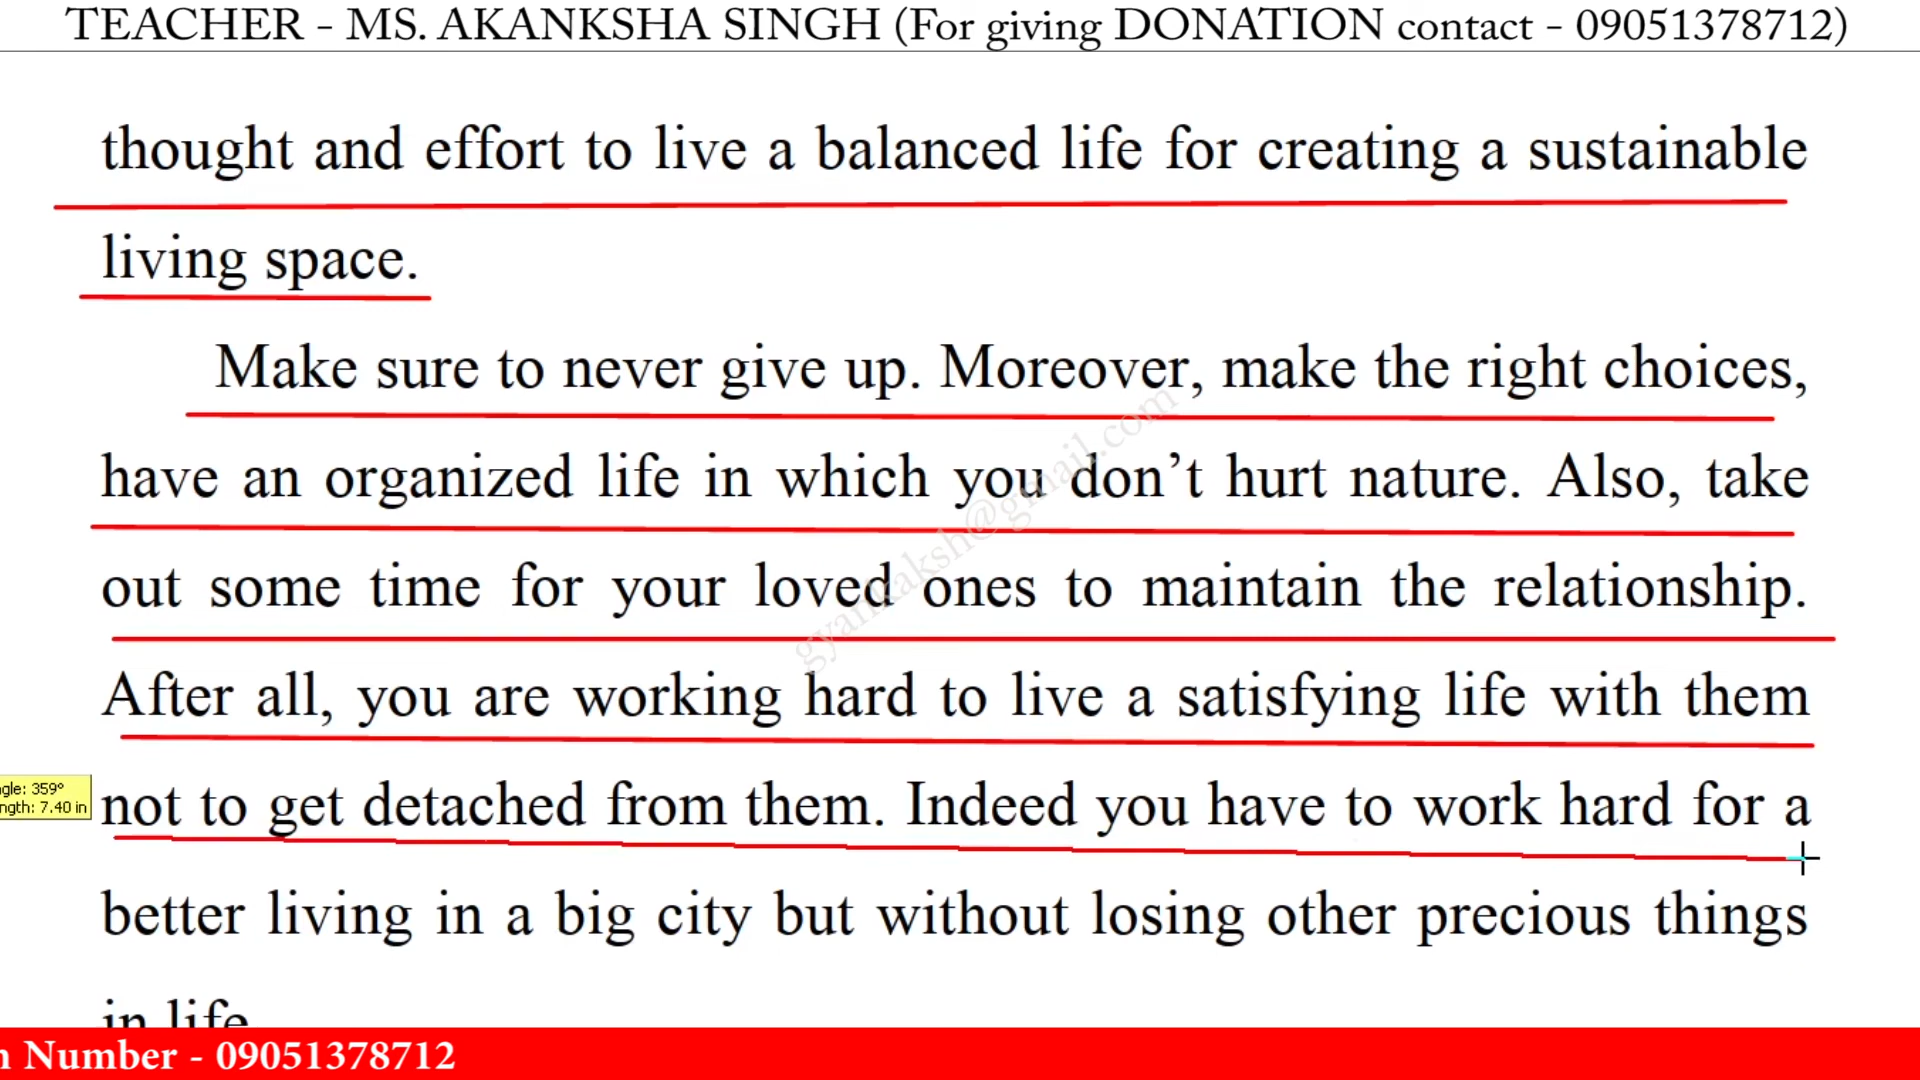 TEACHER - MS. AKANKSHA SINGH (For giving DONATION contact - 09051378712)
thought and effort to live a balanced life for creating a sustainable
living space.
Make sure to never give up. Moreover, make the right choices,
have an organized life in which you don’t hurt nature. Also, take
out some time for your loved ones to maintain the relationship.
After all, you are working hard to live a satisfying life with them
not to get detached from them. Indeed you have to work hard for a
better living in a big city but without losing other precious things
in life
gyankaksh@gmail.com
ngle: 359°
ngth: 7.40 in
n Number - 09051378712